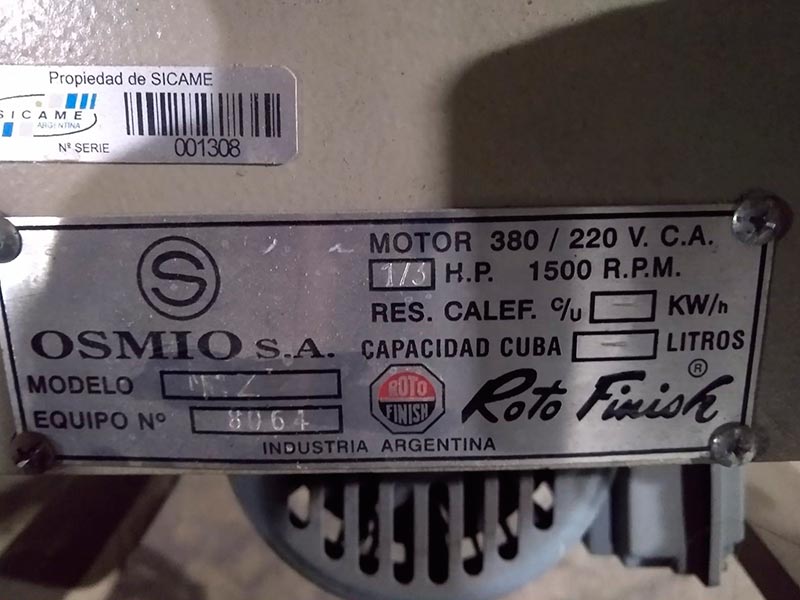 Propiedad de SICAME
SICAME
ARGENTINA
Nº SERIE
001308
S
OSMIO S.A.
MODELO
EQUIPO Nº 8064
MOTOR 380 / 220 V. C.A.
1/3 H.P. 1500 R.P.M.
RES. CALEF. c/u - KW/h
CAPACIDAD CUBA - LITROS
ROTO
FINISH
Roto Finish ®
INDUSTRIA ARGENTINA